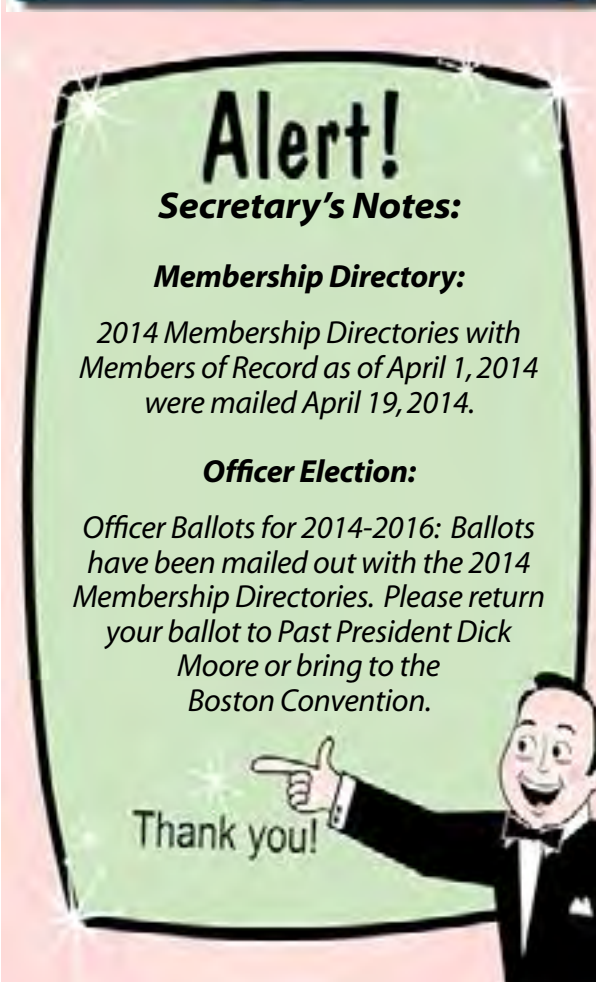 Alert!
Secretary's Notes:
Membership Directory:
2014 Membership Directories with
Members of Record as of April 1, 2014
were mailed April 19, 2014.
Officer Election:
Officer Ballots for 2014-2016: Ballots
have been mailed out with the 2014
Membership Directories. Please return
your ballot to Past President Dick
Moore or bring to the
Boston Convention.
Thank you!